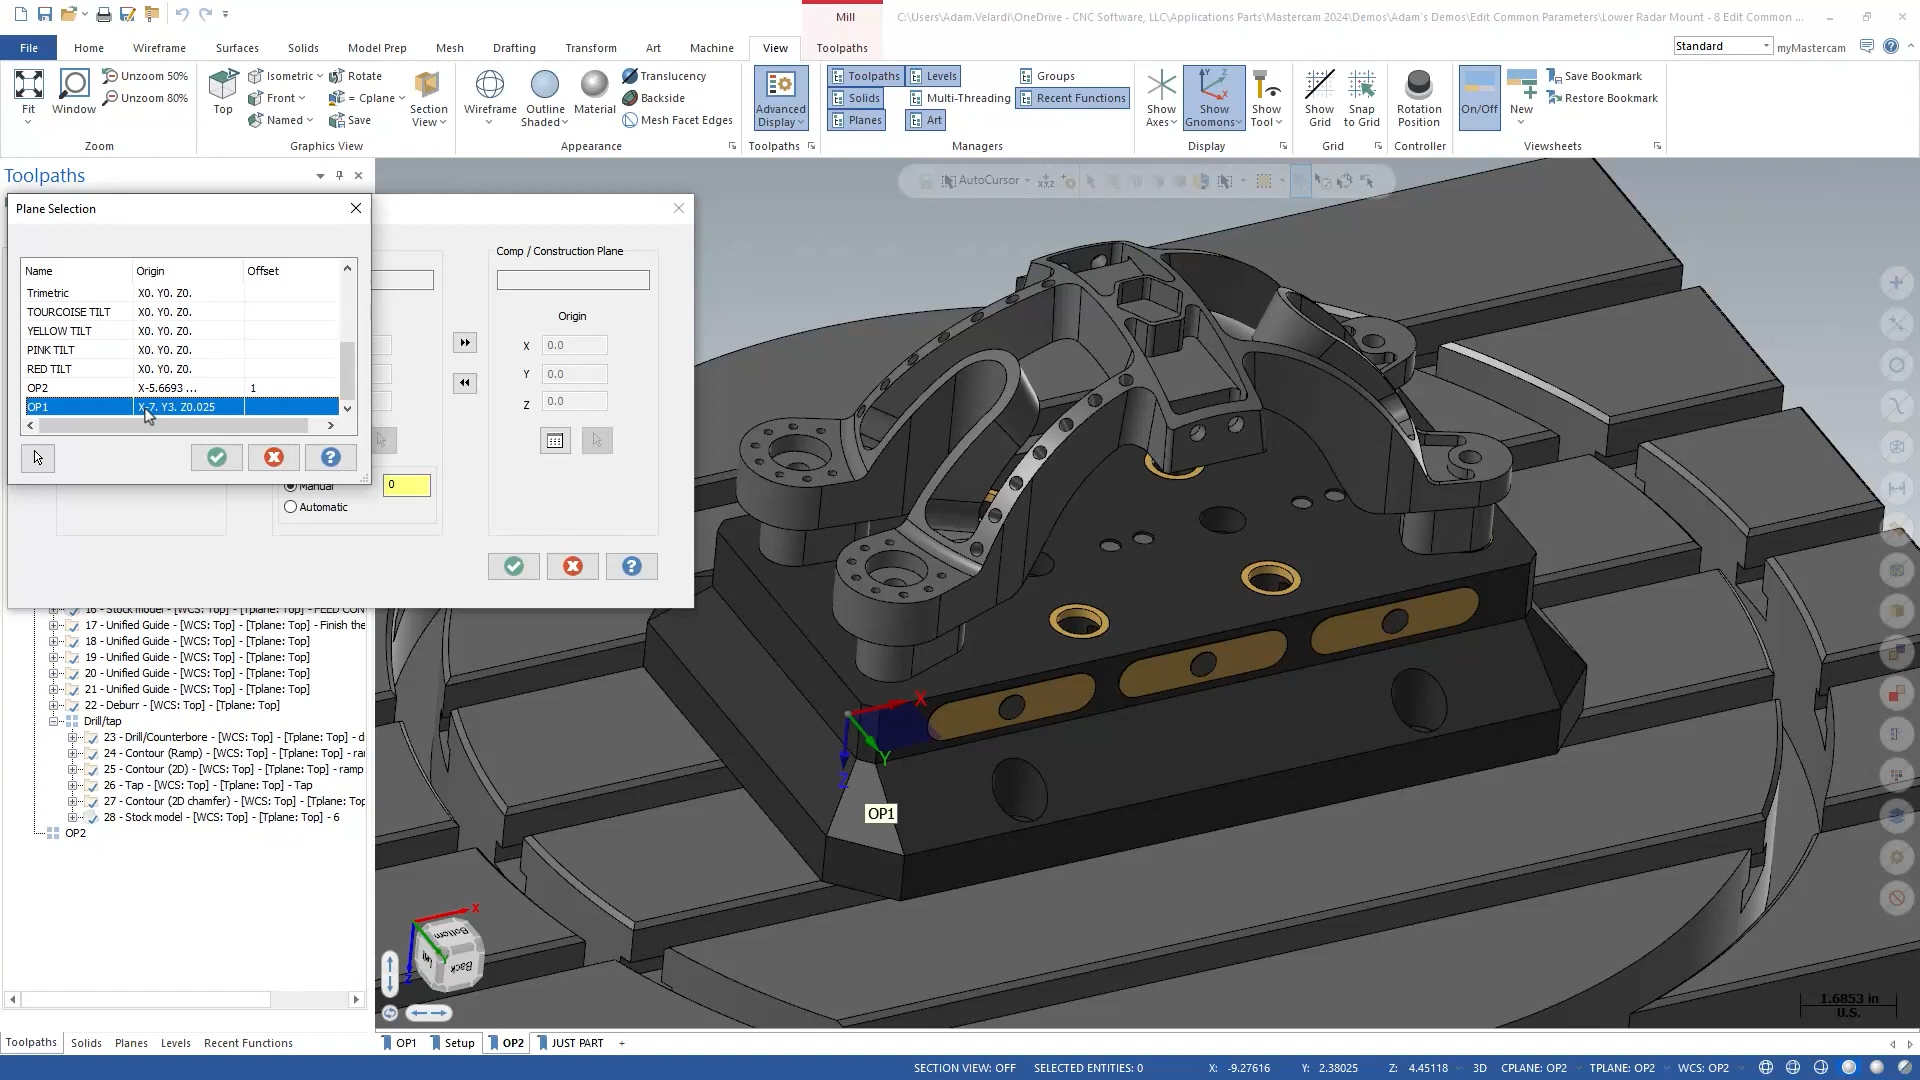 Mill
C:\Users\Adam.Velardi\OneDrive - CNC Software, LLC\Applications Parts\Mastercam 2024\Demos\Adam's Demos\Edit Common Parameters\Lower Radar Mount - 8 Edit Common ...
File Home Wireframe Surfaces Solids Model Prep Mesh Drafting Transform Art Machine View Toolpaths
Standard myMastercam
Fit Window Unzoom 50% Unzoom 80% Zoom
Top Isometric Front Named Rotate = Cplane Save Section View Graphics View
Wireframe Outline Shaded Material Translucency Backside Mesh Facet Edges Appearance
Advanced Display Toolpaths
Toolpaths Solids Planes Levels Multi-Threading Art Groups Recent Functions Managers
Show Axes Show Gnomons Show Tool Display
Show Grid Snap to Grid Grid
Rotation Position Controller
On/Off New Save Bookmark Restore Bookmark Viewsheets
Toolpaths
AutoCursor
Plane Selection
Name Origin Offset
Trimetric X0. Y0. Z0.
TOURCOISE TILT X0. Y0. Z0.
YELLOW TILT X0. Y0. Z0.
PINK TILT X0. Y0. Z0.
RED TILT X0. Y0. Z0.
OP2 X-5.6693 ... 1
OP1 X-7. Y3. Z0.025
Comp / Construction Plane
Origin
X 0.0
Y 0.0
Z 0.0
Manual 0
Automatic
16 - Stock model - [WCS: Top] - [Tplane: Top] - FEED CON
17 - Unified Guide - [WCS: Top] - [Tplane: Top] - Finish the
18 - Unified Guide - [WCS: Top] - [Tplane: Top]
19 - Unified Guide - [WCS: Top] - [Tplane: Top]
20 - Unified Guide - [WCS: Top] - [Tplane: Top]
21 - Unified Guide - [WCS: Top] - [Tplane: Top]
22 - Deburr - [WCS: Top] - [Tplane: Top]
Drill/tap
23 - Drill/Counterbore - [WCS: Top] - [Tplane: Top] - d
24 - Contour (Ramp) - [WCS: Top] - [Tplane: Top] - ra
25 - Contour (2D) - [WCS: Top] - [Tplane: Top] - ramp
26 - Tap - [WCS: Top] - [Tplane: Top] - Tap
27 - Contour (2D chamfer) - [WCS: Top] - [Tplane: Top
28 - Stock model - [WCS: Top] - [Tplane: Top] - 6
OP2
X
Y
Z
OP1
X
Y
Z
Bottom
Back
1.6853 in
U.S.
Toolpaths Solids Planes Levels Recent Functions
OP1 Setup OP2 JUST PART +
SECTION VIEW: OFF SELECTED ENTITIES: 0 X: -9.27616 Y: 2.38025 Z: 4.45118 3D CPLANE: OP2 TPLANE: OP2 WCS: OP2